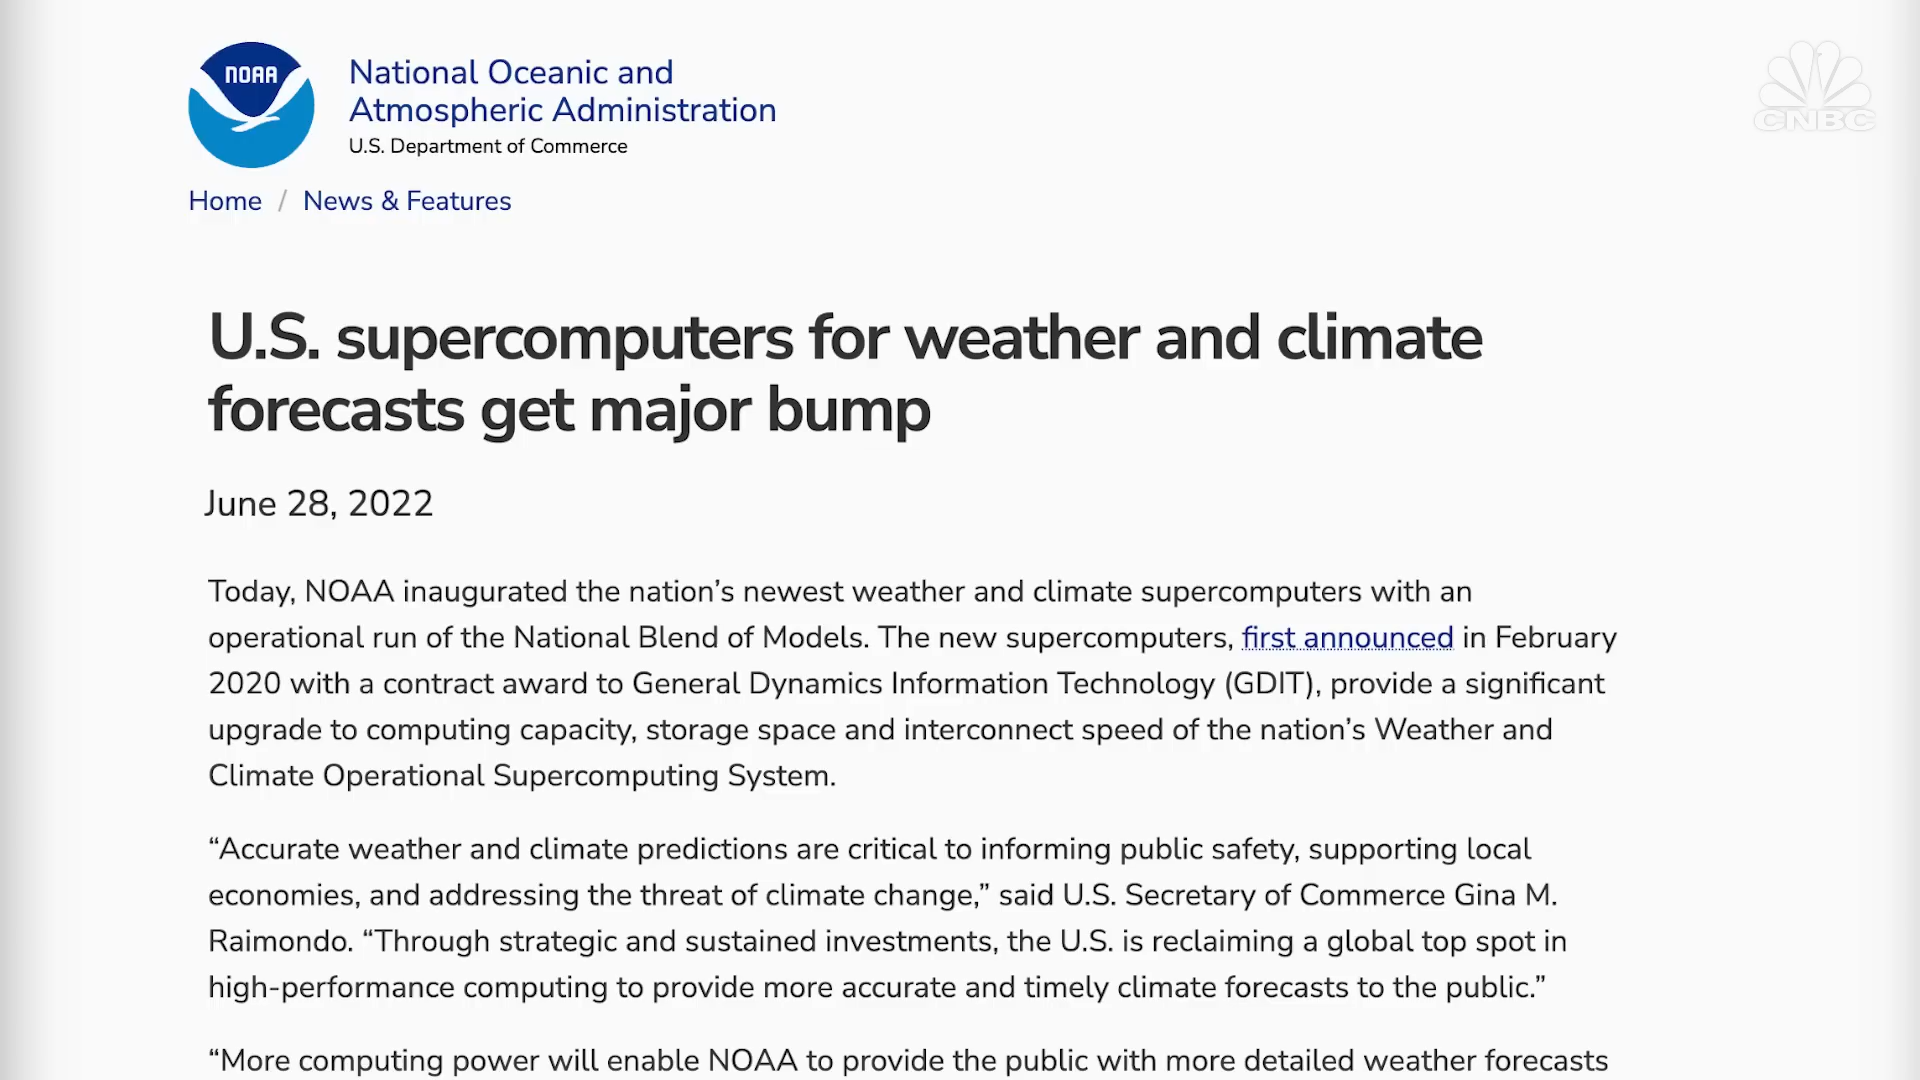 NOAA
National Oceanic and
Atmospheric Administration
U.S. Department of Commerce
CNBC
Home / News & Features
U.S. supercomputers for weather and climate
forecasts get major bump
June 28, 2022
Today, NOAA inaugurated the nation’s newest weather and climate supercomputers with an
operational run of the National Blend of Models. The new supercomputers, first announced in February
2020 with a contract award to General Dynamics Information Technology (GDIT), provide a significant
upgrade to computing capacity, storage space and interconnect speed of the nation’s Weather and
Climate Operational Supercomputing System.
“Accurate weather and climate predictions are critical to informing public safety, supporting local
economies, and addressing the threat of climate change,” said U.S. Secretary of Commerce Gina M.
Raimondo. “Through strategic and sustained investments, the U.S. is reclaiming a global top spot in
high-performance computing to provide more accurate and timely climate forecasts to the public.”
“More computing power will enable NOAA to provide the public with more detailed weather forecasts